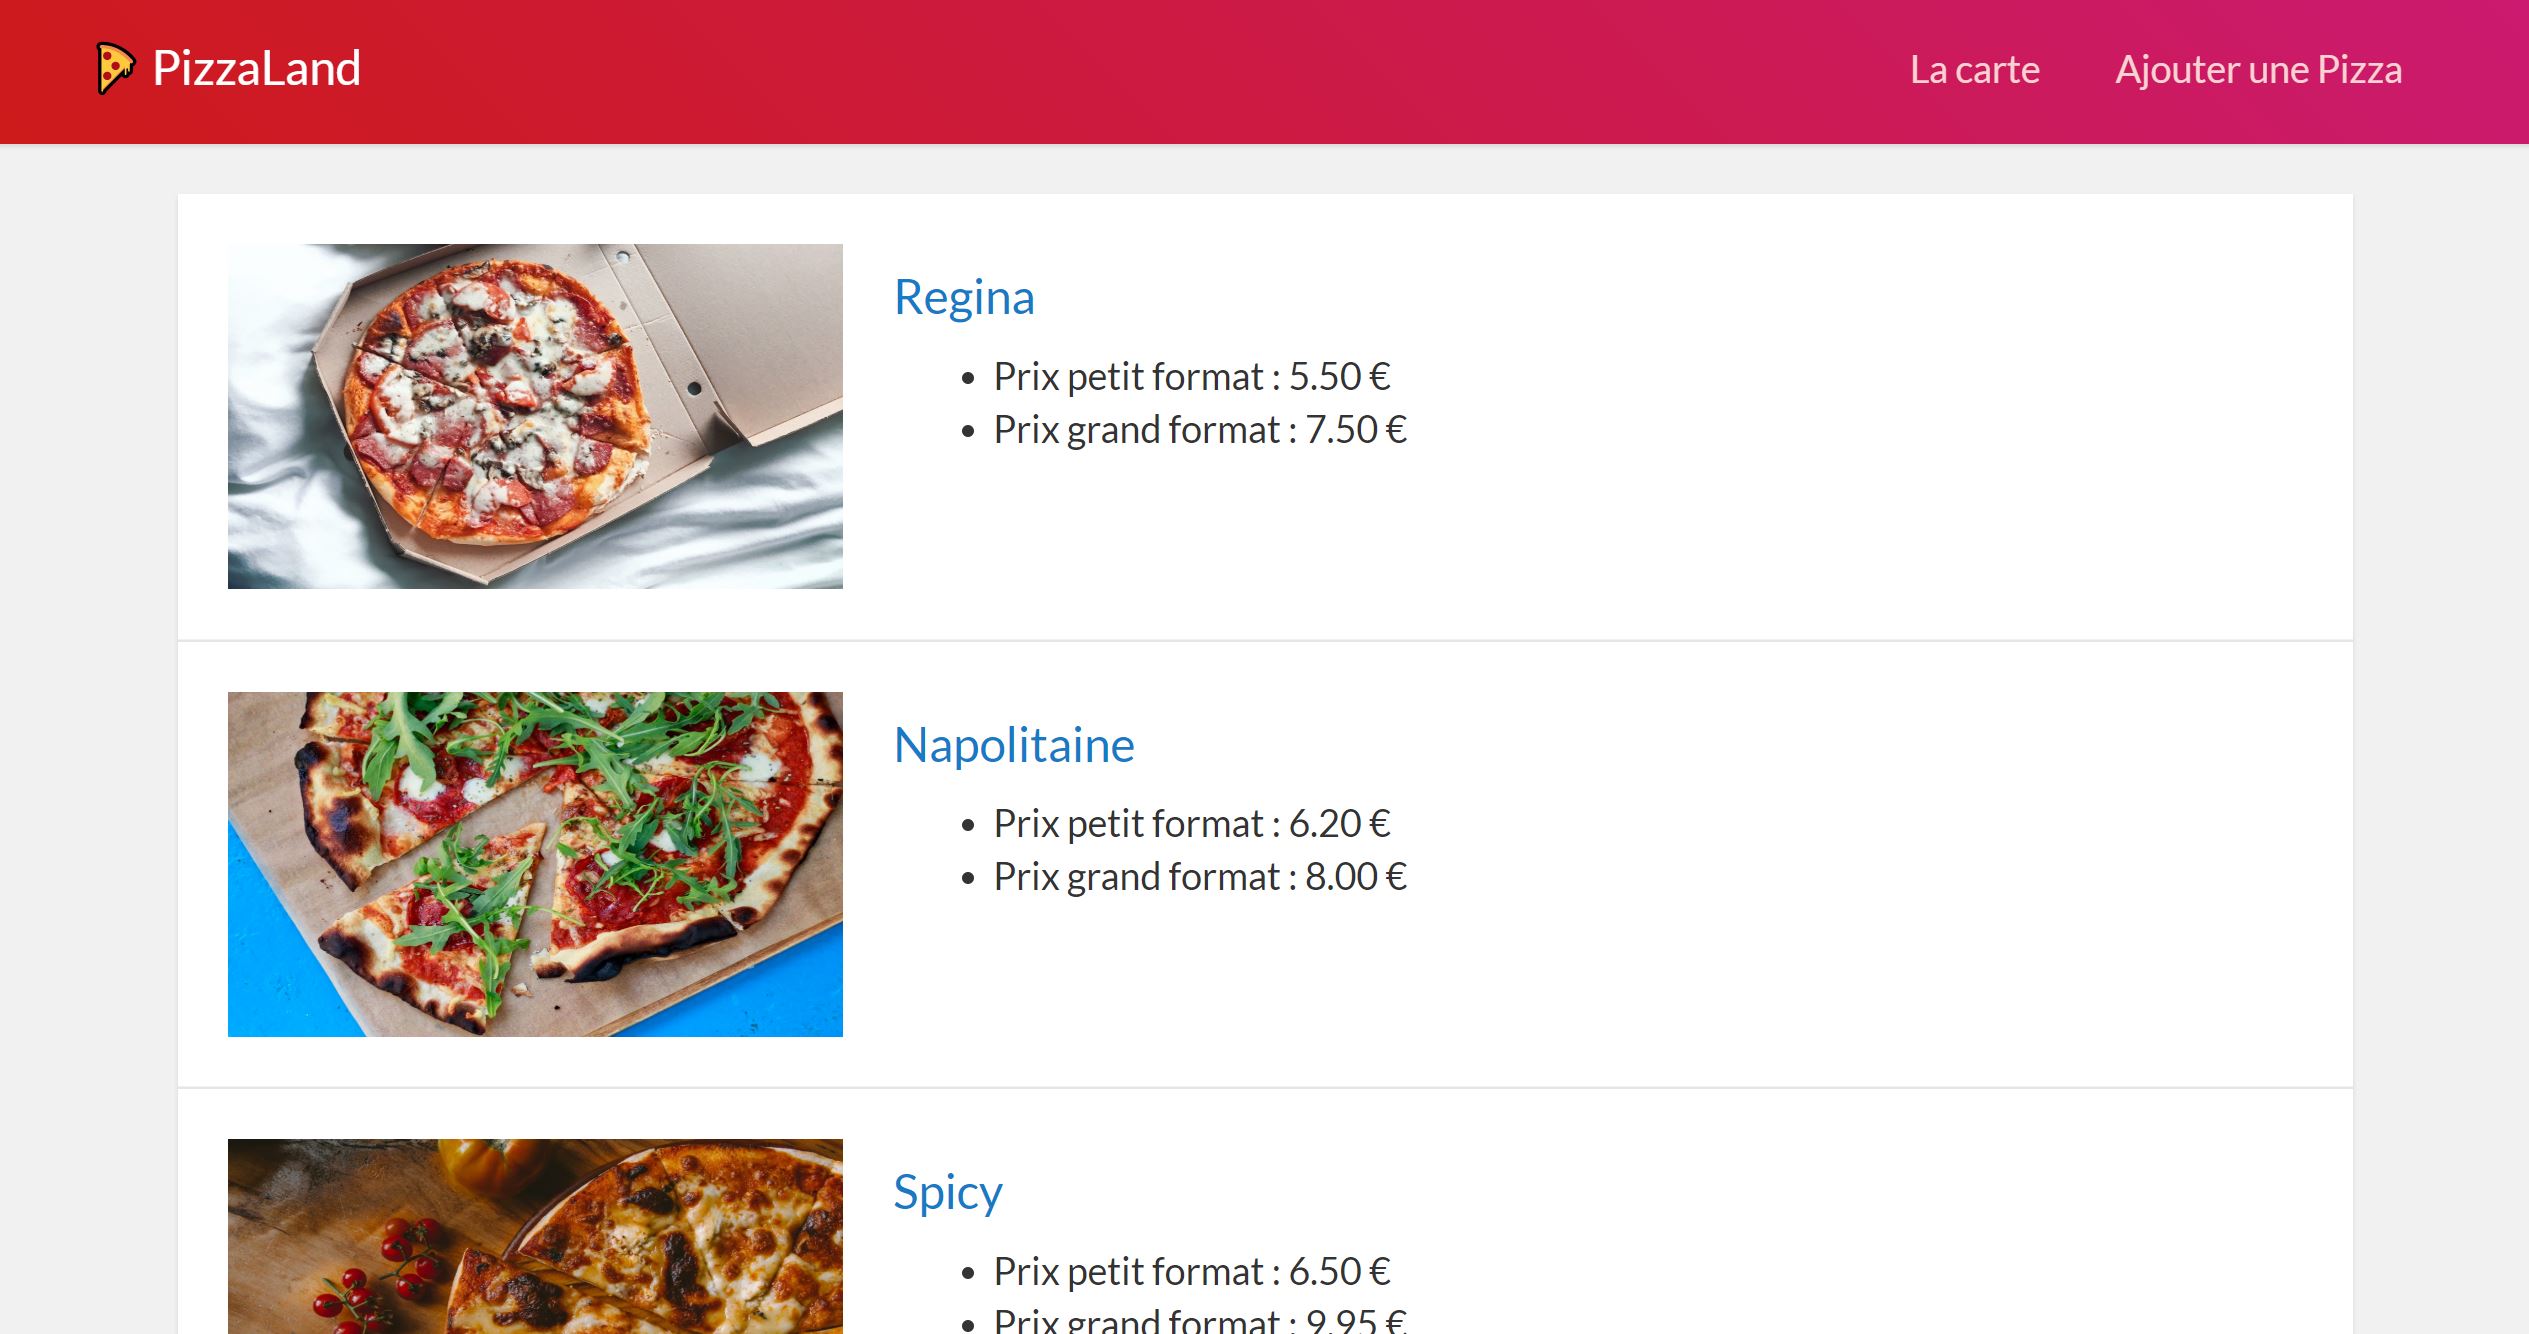 PizzaLand
La carte
Ajouter une Pizza
Regina
Prix petit format : 5.50 €
Prix grand format : 7.50 €
Napolitaine
Prix petit format : 6.20 €
Prix grand format : 8.00 €
Spicy
Prix petit format : 6.50 €
Prix grand format : 9.95 €